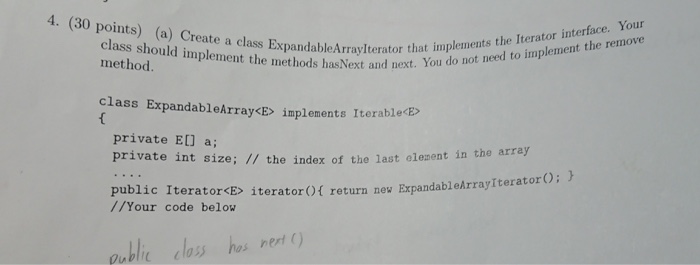 4. (30 points) (a) Create a class ExpandableArrayIterator that implements the Iterator interface. Your
class should implement the methods hasNext and next. You do not need to implement the remove
method.
class ExpandableArray<E> implements Iterable<E>
{
private E[] a;
private int size; // the index of the last element in the array
....
public Iterator<E> iterator(){ return new ExpandableArrayIterator(); }
//Your code below
public class has next()